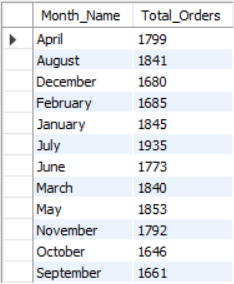 Month_Name Total_Orders
April 1799
August 1841
December 1680
February 1685
January 1845
July 1935
June 1773
March 1840
May 1853
November 1792
October 1646
September 1661